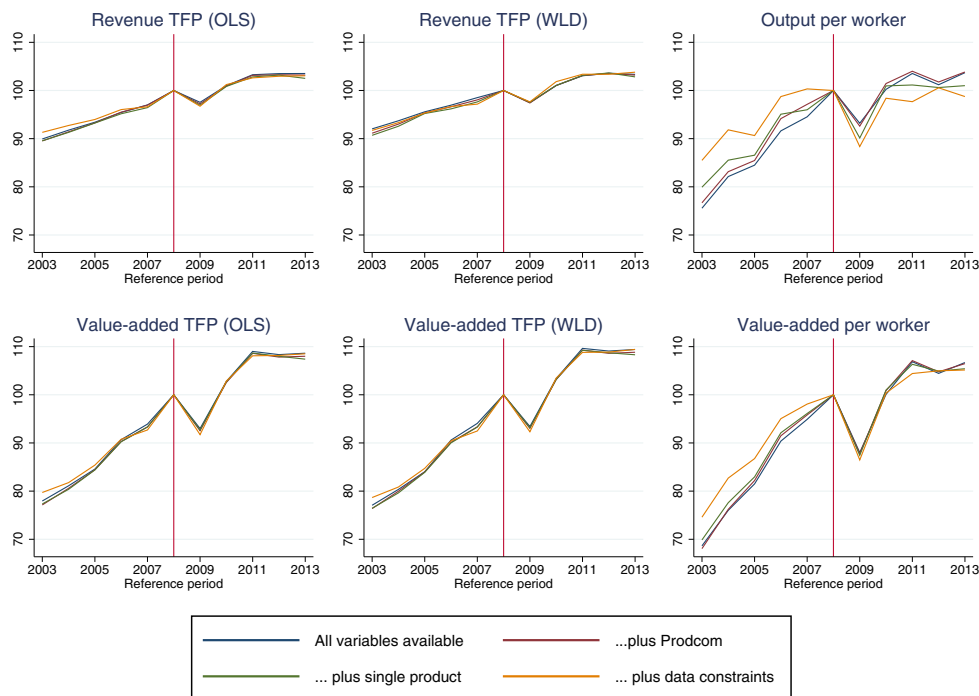 Revenue TFP (OLS)
110
100
90
80
70
2003 2005 2007 2009 2011 2013
Reference period
Revenue TFP (WLD)
110
100
90
80
70
2003 2005 2007 2009 2011 2013
Reference period
Output per worker
110
100
90
80
70
2003 2005 2007 2009 2011 2013
Reference period
Value-added TFP (OLS)
110
100
90
80
70
2003 2005 2007 2009 2011 2013
Reference period
Value-added TFP (WLD)
110
100
90
80
70
2003 2005 2007 2009 2011 2013
Reference period
Value-added per worker
110
100
90
80
70
2003 2005 2007 2009 2011 2013
Reference period
All variables available
...plus Prodcom
... plus single product
... plus data constraints